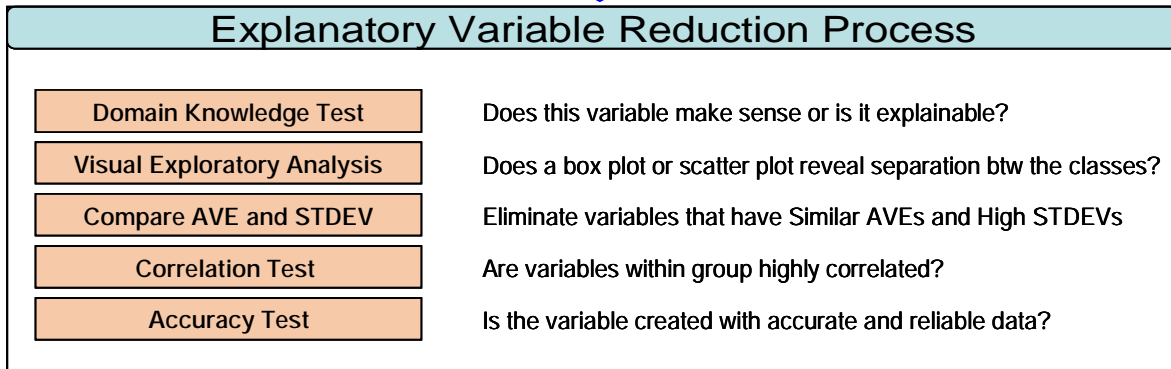 Explanatory Variable Reduction Process
Domain Knowledge Test
Does this variable make sense or is it explainable?
Visual Exploratory Analysis
Does a box plot or scatter plot reveal separation btw the classes?
Compare AVE and STDEV
Eliminate variables that have Similar AVEs and High STDEVs
Correlation Test
Are variables within group highly correlated?
Accuracy Test
Is the variable created with accurate and reliable data?